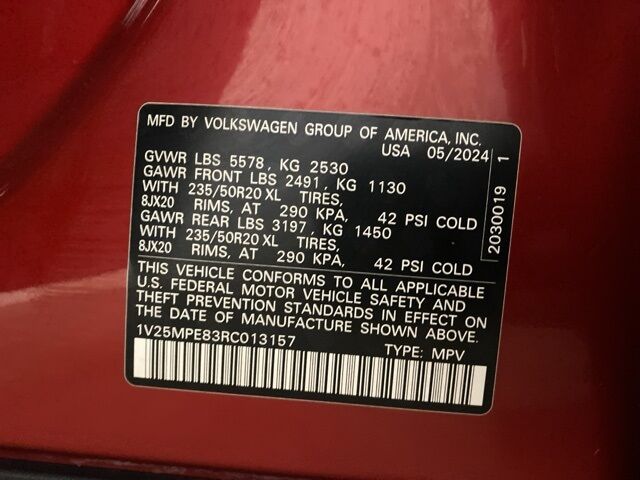 MFD BY VOLKSWAGEN GROUP OF AMERICA, INC.
USA 05/2024
GVWR LBS 5578, KG 2530
GAWR FRONT LBS 2491, KG 1130
WITH 235/50R20 XL TIRES,
8JX20 RIMS, AT 290 KPA, 42 PSI COLD
GAWR REAR LBS 3197, KG 1450
WITH 235/50R20 XL TIRES,
8JX20 RIMS, AT 290 KPA, 42 PSI COLD
2030019 1
THIS VEHICLE CONFORMS TO ALL APPLICABLE
U.S. FEDERAL MOTOR VEHICLE SAFETY AND
THEFT PREVENTION STANDARDS IN EFFECT ON
THE DATE OF MANUFACTURE SHOWN ABOVE.
1V25MPE83RC013157
TYPE: MPV